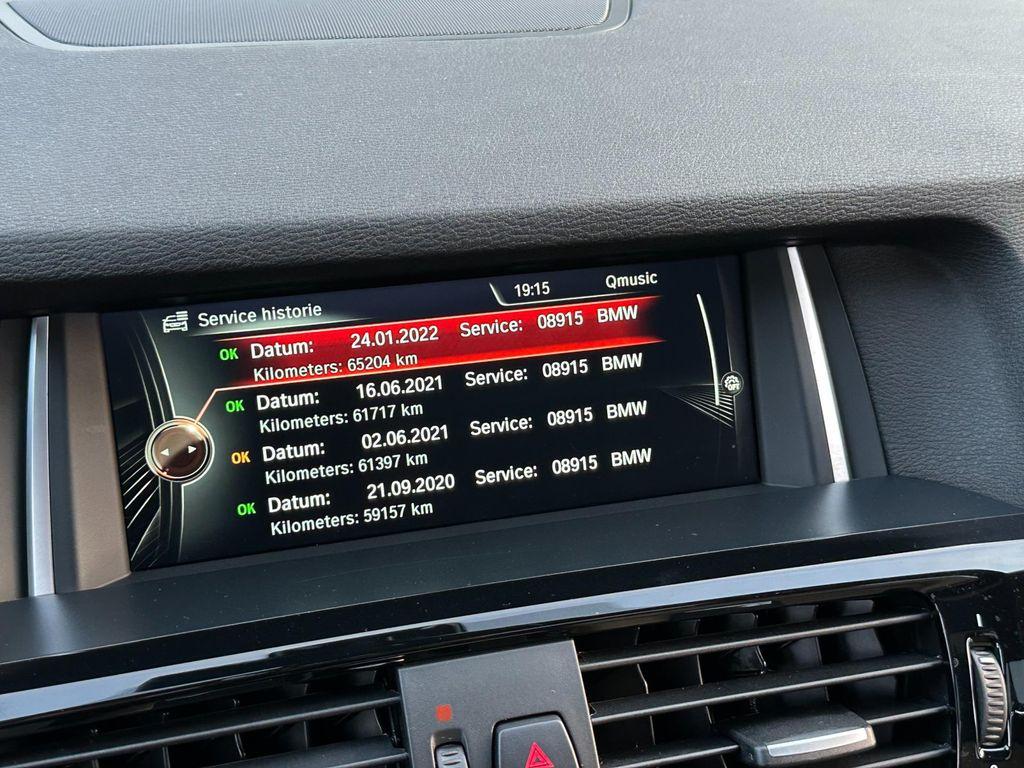 19:15 Qmusic
Service historie
OK Datum: 24.01.2022 Service: 08915 BMW
Kilometers: 65204 km
OK Datum: 16.06.2021 Service: 08915 BMW
Kilometers: 61717 km
OK Datum: 02.06.2021 Service: 08915 BMW
Kilometers: 61397 km
OK Datum: 21.09.2020 Service: 08915 BMW
Kilometers: 59157 km
OFF